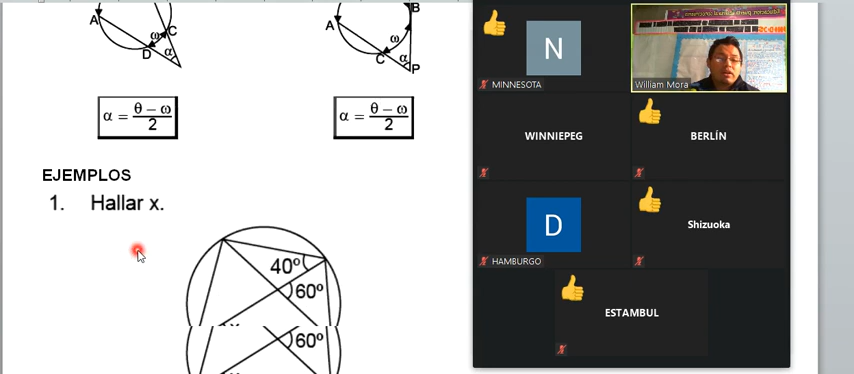 B
A
C
ω
D
α
A
ω
C
α
P
α = θ − ω / 2
α = θ − ω / 2
EJEMPLOS
1. Hallar x.
40º
60º
60º
N
MINNESOTA
William Mora
WINNIEPEG
BERLÍN
D
HAMBURGO
Shizuoka
ESTAMBUL